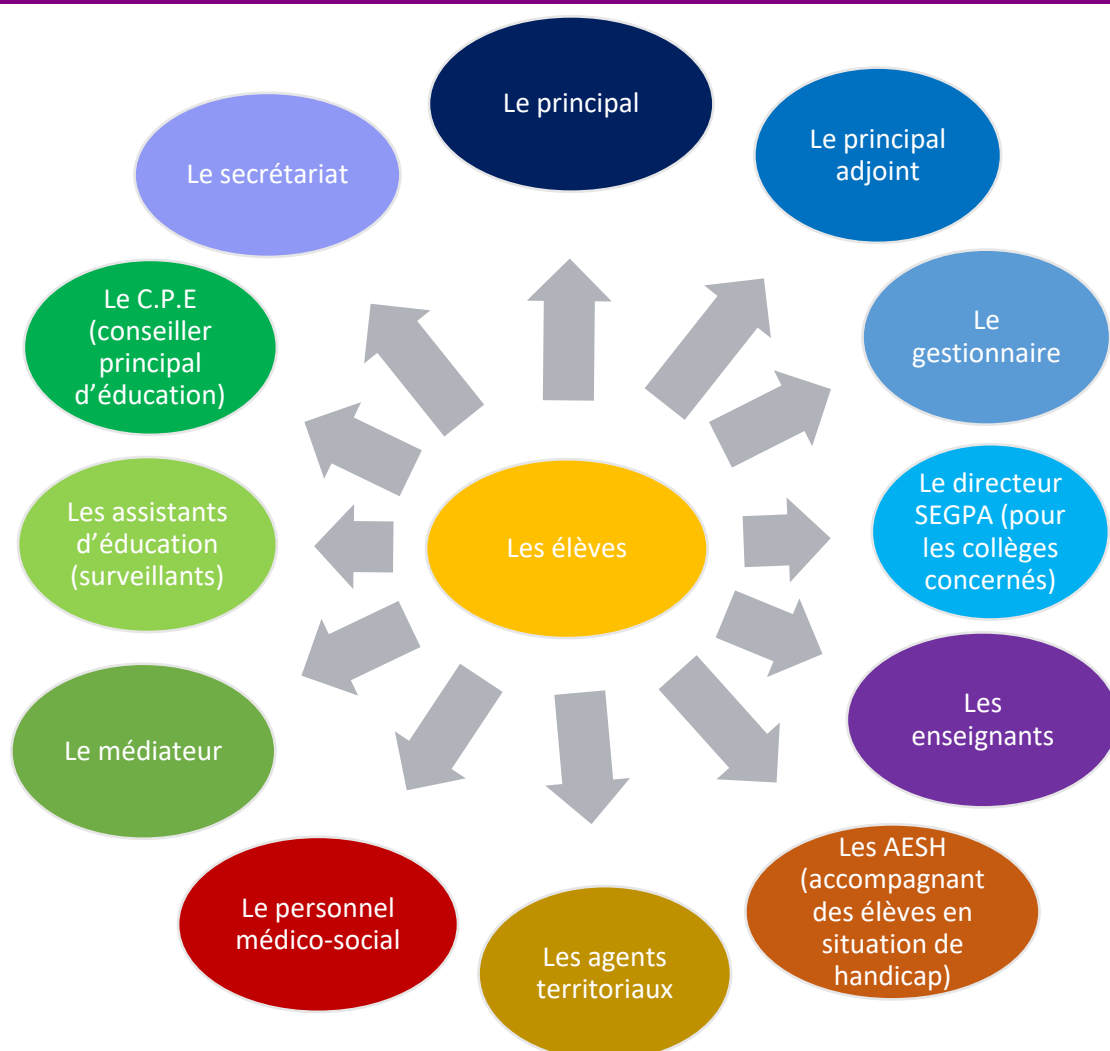 Le principal
Le principal
adjoint
Le secrétariat
Le C.P.E
(conseiller
principal
d'éducation)
Le
gestionnaire
Les assistants
d'éducation
(surveillants)
Les élèves
Le directeur
SEGPA (pour
les collèges
concernés)
Le médiateur
Les
enseignants
Le personnel
médico-social
Les agents
territoriaux
Les AESH
(accompagnant
des élèves en
situation de
handicap)